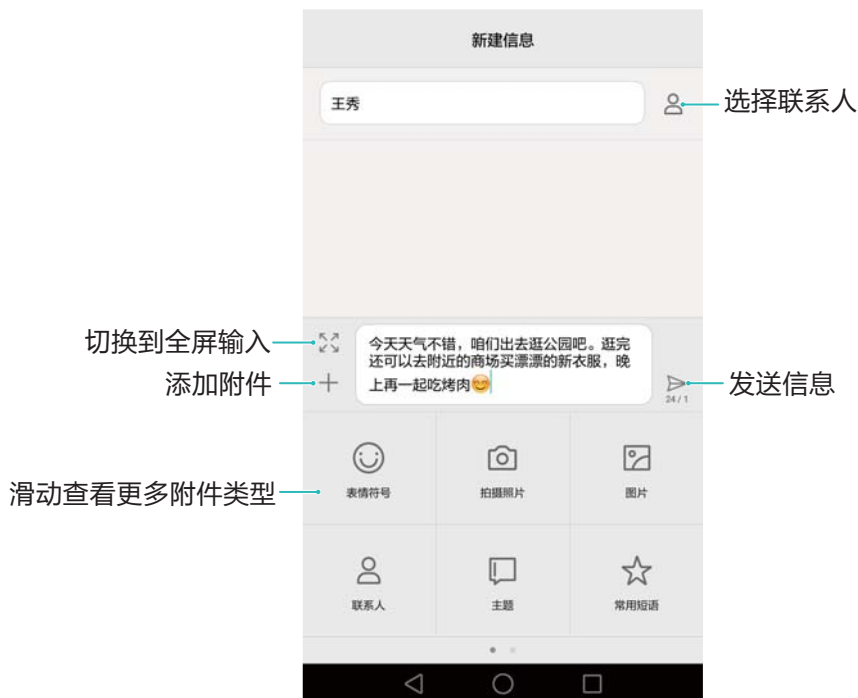 新建信息
王秀
选择联系人
切换到全屏输入
今天天气不错，咱们出去逛公园吧。逛完
还可以去附近的商场买漂漂的新衣服，晚
上再一起吃烤肉😊
添加附件
发送信息
24 / 1
滑动查看更多附件类型
表情符号
拍摄照片
图片
联系人
主题
常用短语